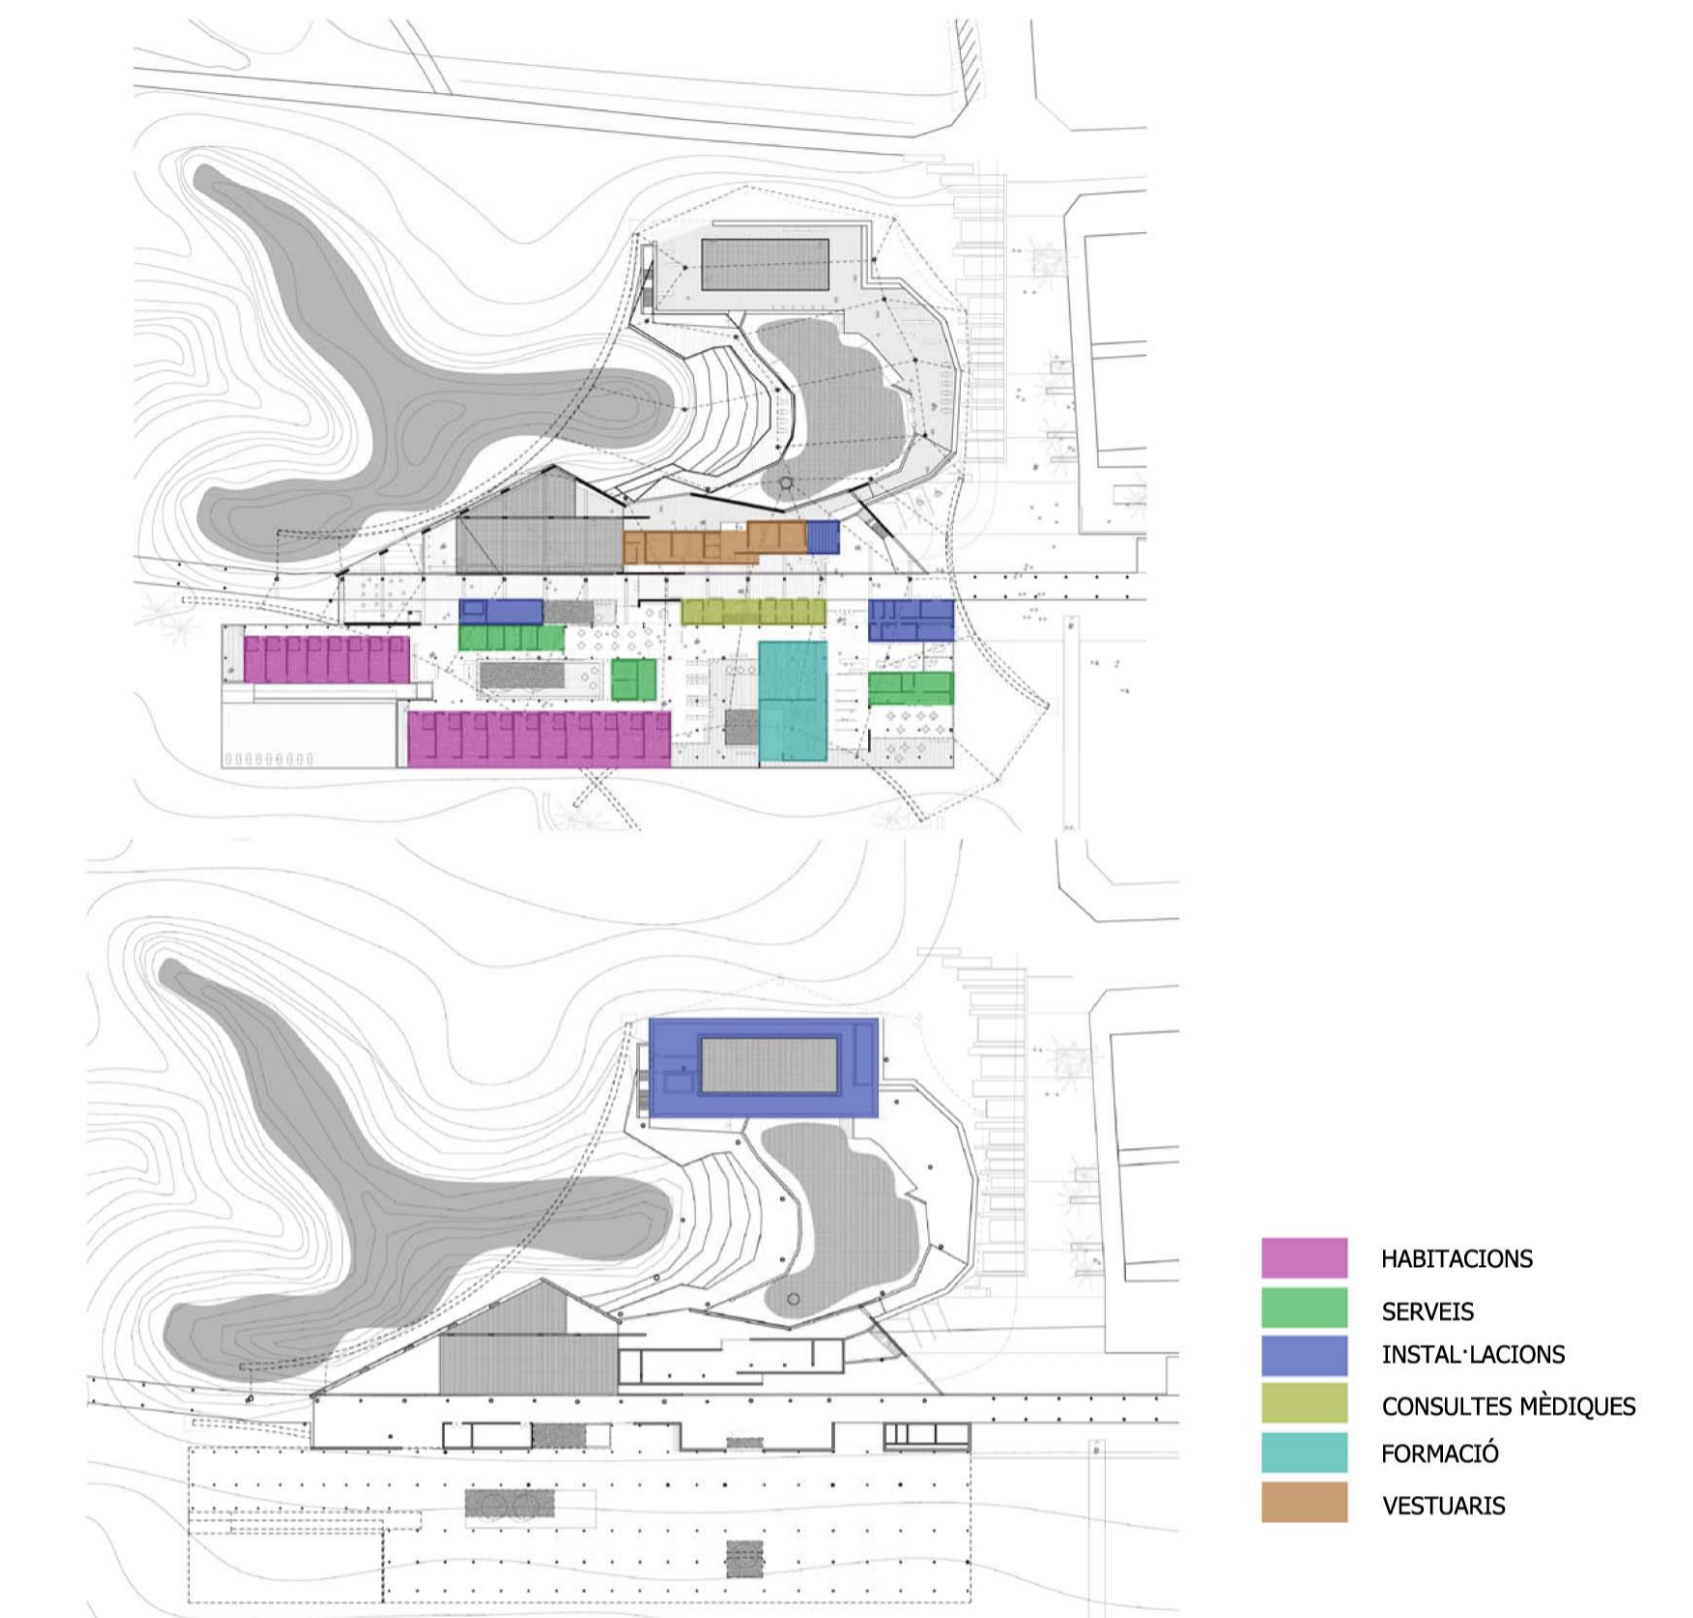 HABITACIONS
SERVEIS
INSTAL·LACIONS
CONSULTES MÈDIQUES
FORMACIÓ
VESTUARIS